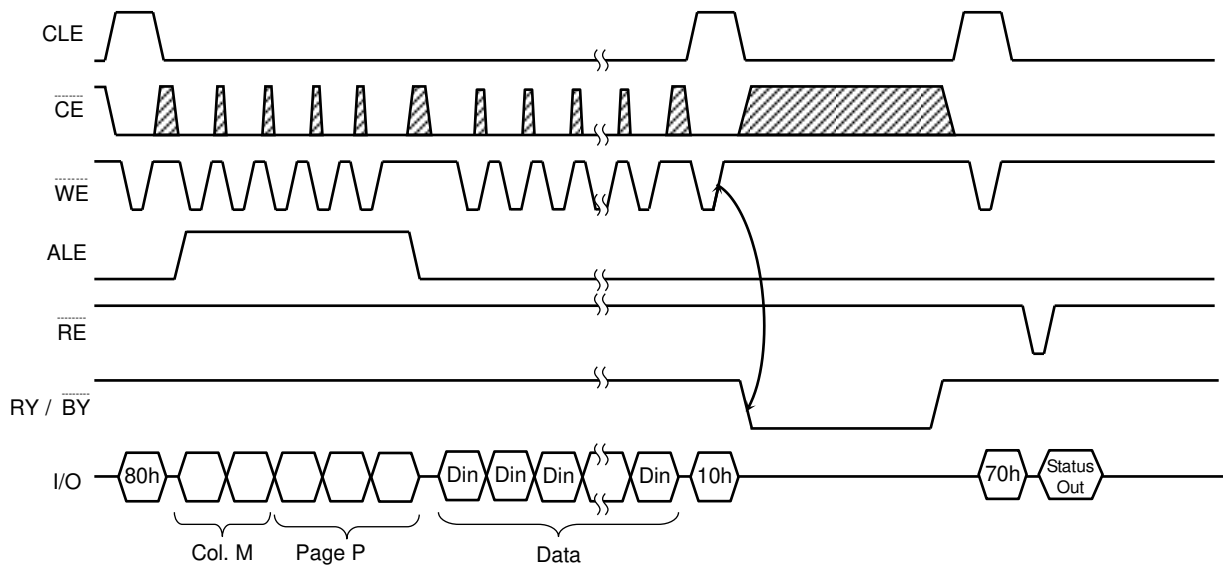 CLE
CE
WE
ALE
RE
RY / BY
I/O
80h
Din Din Din Din
10h
70h
Status
Out
Col. M
Page P
Data